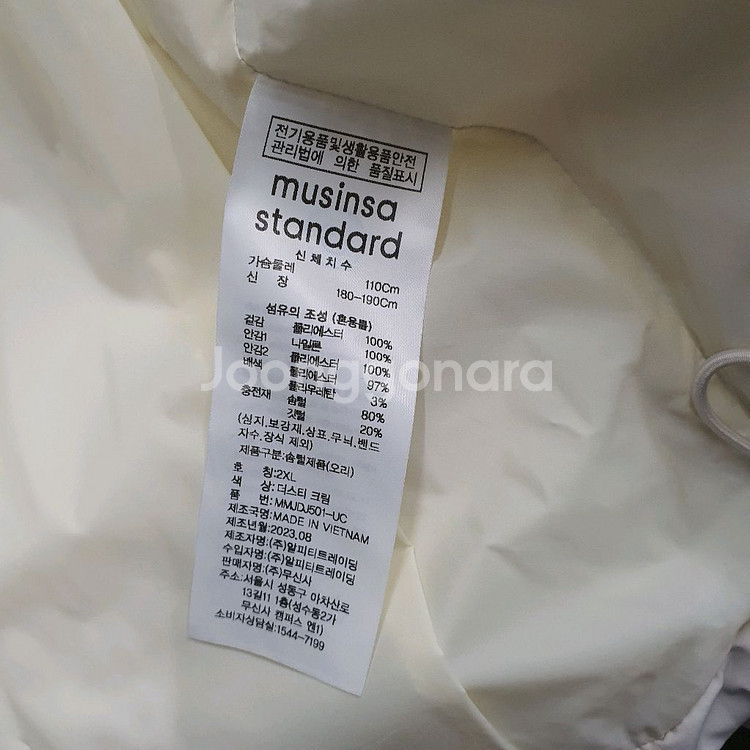 전기용품및생활용품안전
관리법에 의한 품질표시
musinsa
standard
신체치수
가슴둘레 110Cm
신 장 180-190Cm
섬유의 조성 (혼용률)
겉감 폴리에스터 100%
안감1 나일론 100%
안감2 폴리에스터 100%
배색 폴리에스터 97%
폴리우레탄 3%
충전재 솜털 80%
깃털 20%
(심지.보강재.상표.무늬.밴드
자수.장식 제외)
제품구분:솜털제품(오리)
호 칭:2XL
색 상:더스티 크림
품 번:MMJDJ501-UC
제조국명:MADE IN VIETNAM
제조년월:2023.08
제조자명:(주)알피티트레이딩
수입자명:(주)알피티트레이딩
판매자명:(주)무신사
주소:서울시 성동구 아차산로
13길11 1층(성수동2가
무신사 캠퍼스 엔1)
소비자상담실:1544-7199
Joonggonara